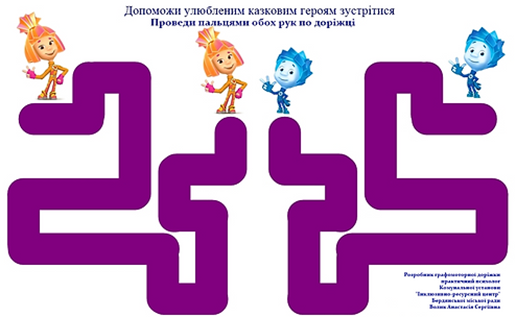 Допоможи улюбленим казковим героям зустрітися
Проведи пальцями обох рук по доріжці
Розробник графомоторної доріжки
практичний психолог
Комунальної установи
"Інклюзивно-ресурсний центр"
Бердянської міської ради
Волик Анастасія Сергіївна